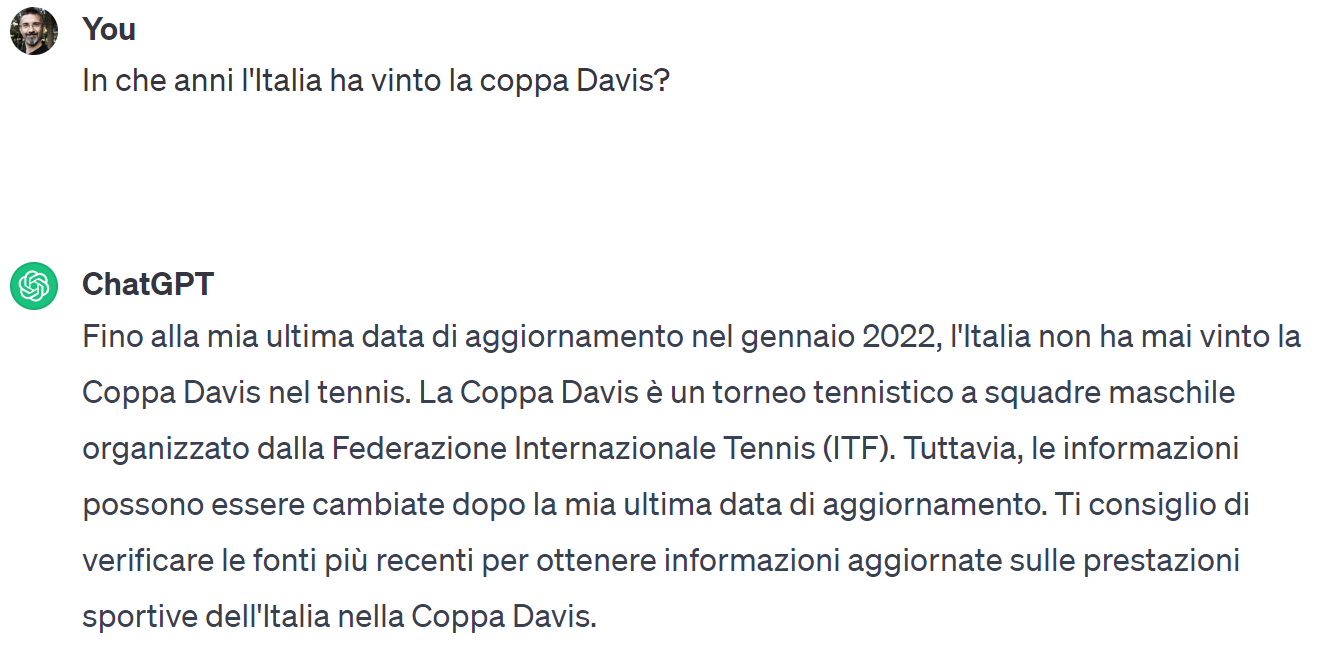 You
In che anni l'Italia ha vinto la coppa Davis?
ChatGPT
Fino alla mia ultima data di aggiornamento nel gennaio 2022, l'Italia non ha mai vinto la
Coppa Davis nel tennis. La Coppa Davis è un torneo tennistico a squadre maschile
organizzato dalla Federazione Internazionale Tennis (ITF). Tuttavia, le informazioni
possono essere cambiate dopo la mia ultima data di aggiornamento. Ti consiglio di
verificare le fonti più recenti per ottenere informazioni aggiornate sulle prestazioni
sportive dell'Italia nella Coppa Davis.